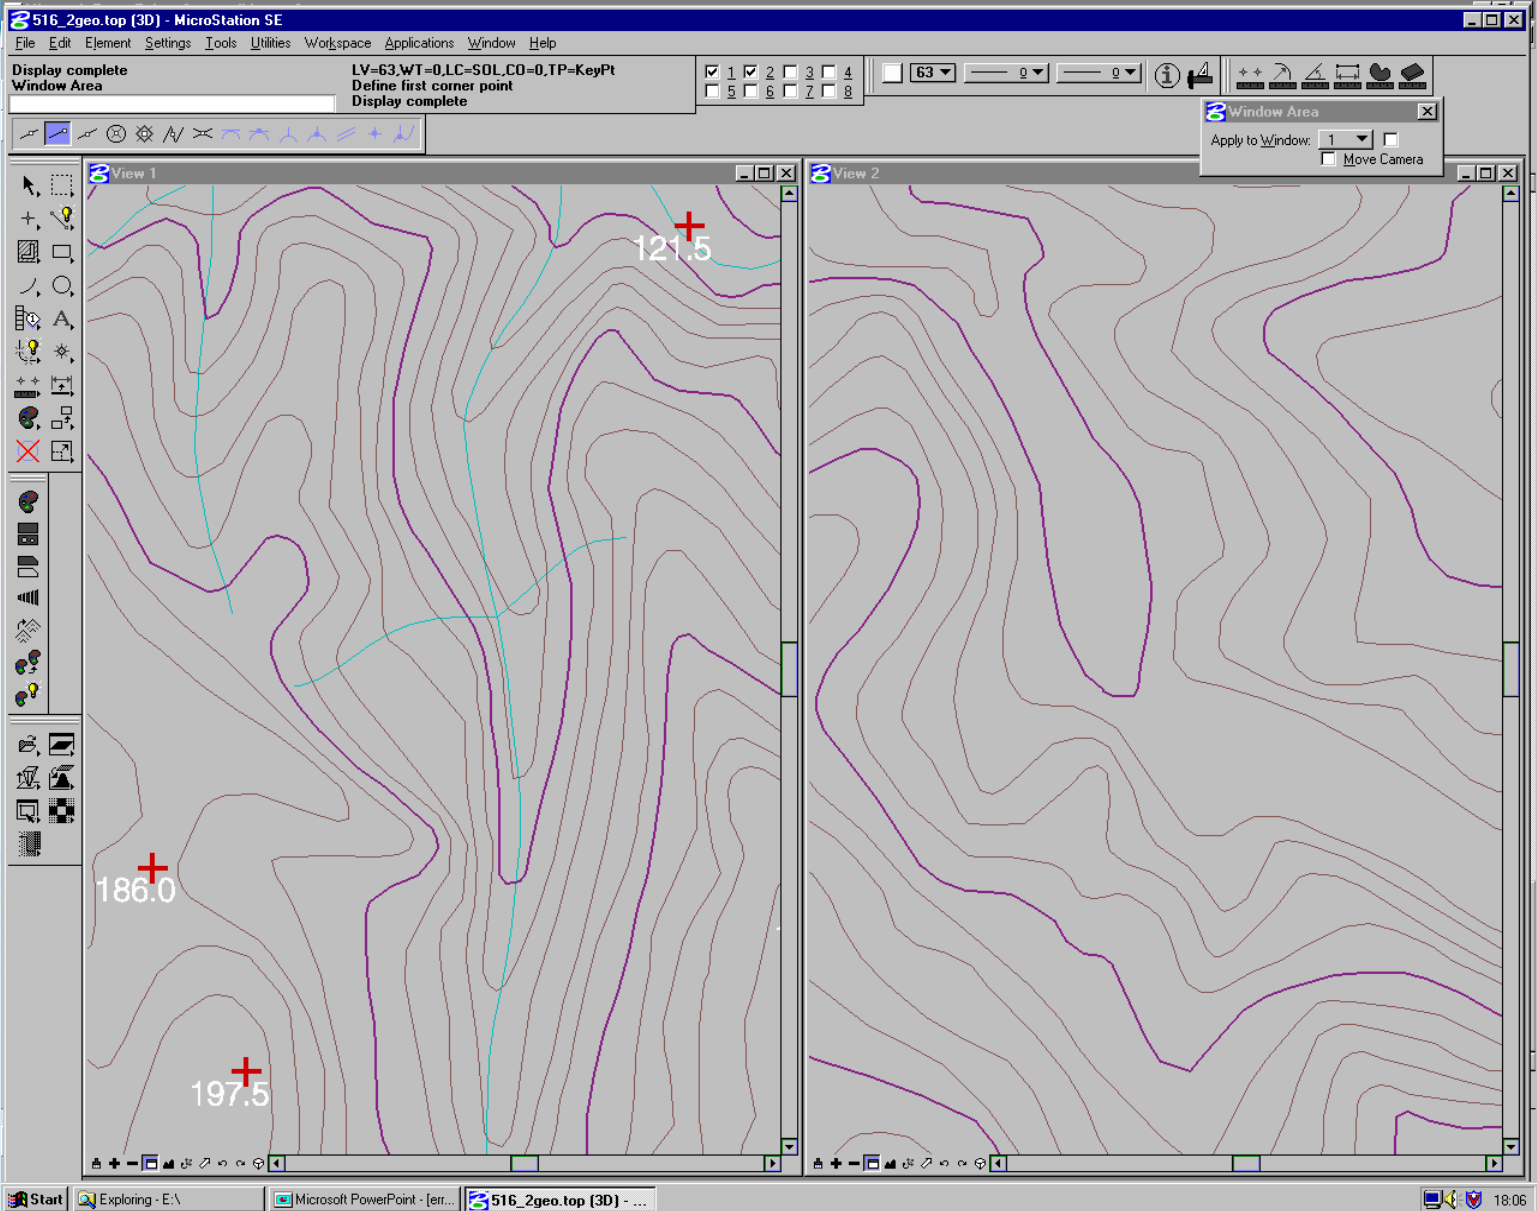 516_2geo.top (3D) - MicroStation SE
File Edit Element Settings Tools Utilities Workspace Applications Window Help
Display complete
Window Area
LV=63,WT=0,LC=SOL,CO=0,TP=KeyPt
Define first corner point
Display complete
1 2 3 4
5 6 7 8
63 0 0
Window Area
Apply to Window: 1
Move Camera
View 1
View 2
121.5
186.0
197.5
Start
Exploring - E:\
Microsoft PowerPoint - [err...
516_2geo.top (3D) - ...
18:06